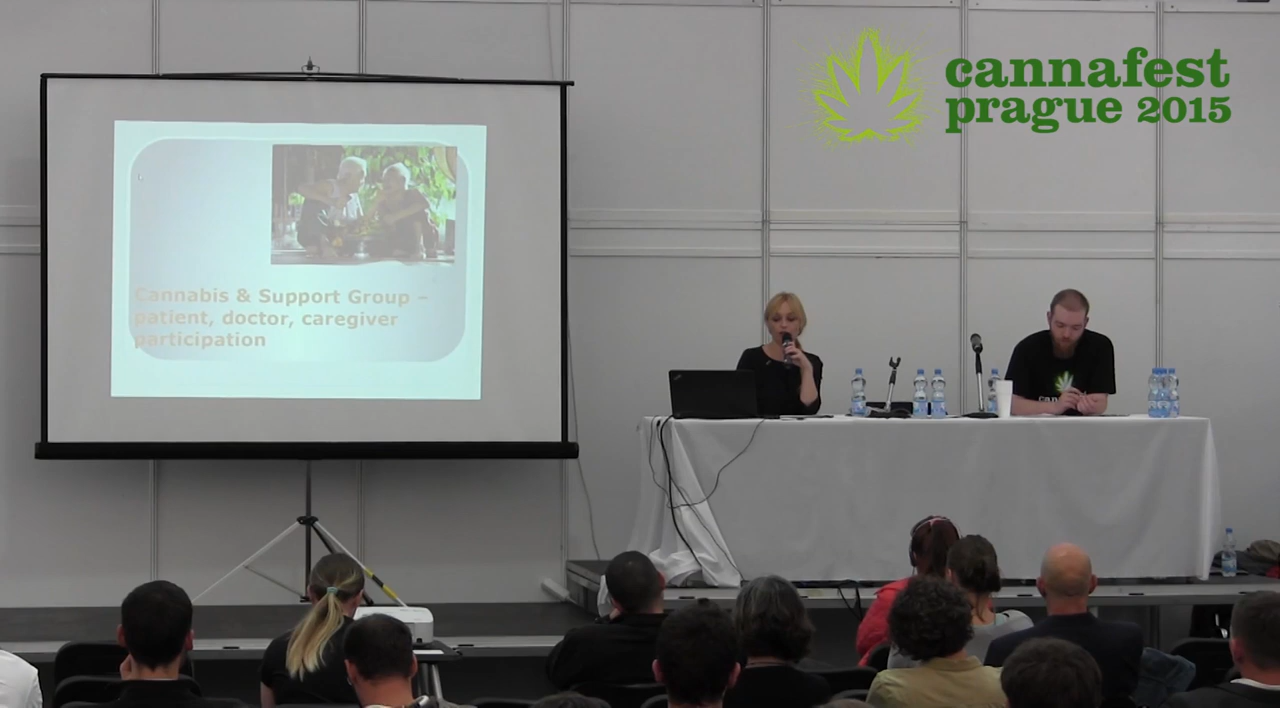 cannafest
prague 2015
Cannabis & Support Group –
patient, doctor, caregiver
participation